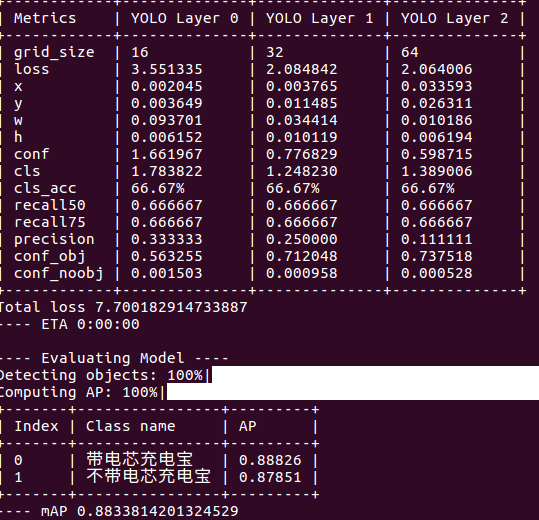 +------------+--------------+--------------+--------------+
| Metrics | YOLO Layer 0 | YOLO Layer 1 | YOLO Layer 2 |
+------------+--------------+--------------+--------------+
| grid_size | 16 | 32 | 64 |
| loss | 3.551335 | 2.084842 | 2.064006 |
| x | 0.002045 | 0.003765 | 0.033593 |
| y | 0.003649 | 0.011485 | 0.026311 |
| w | 0.093701 | 0.034414 | 0.010186 |
| h | 0.006152 | 0.010119 | 0.006194 |
| conf | 1.661967 | 0.776829 | 0.598715 |
| cls | 1.783822 | 1.248230 | 1.389006 |
| cls_acc | 66.67% | 66.67% | 66.67% |
| recall50 | 0.666667 | 0.666667 | 0.666667 |
| recall75 | 0.666667 | 0.666667 | 0.666667 |
| precision | 0.333333 | 0.250000 | 0.111111 |
| conf_obj | 0.563255 | 0.712048 | 0.737518 |
| conf_noobj | 0.001503 | 0.000958 | 0.000528 |
+------------+--------------+--------------+--------------+
Total loss 7.700182914733887
---- ETA 0:00:00
---- Evaluating Model ----
Detecting objects: 100%|
Computing AP: 100%|
+-------+----------------+---------+
| Index | Class name | AP |
+-------+----------------+---------+
| 0 | 带电芯充电宝 | 0.88826 |
| 1 | 不带电芯充电宝 | 0.87851 |
+-------+----------------+---------+
---- mAP 0.8833814201324529